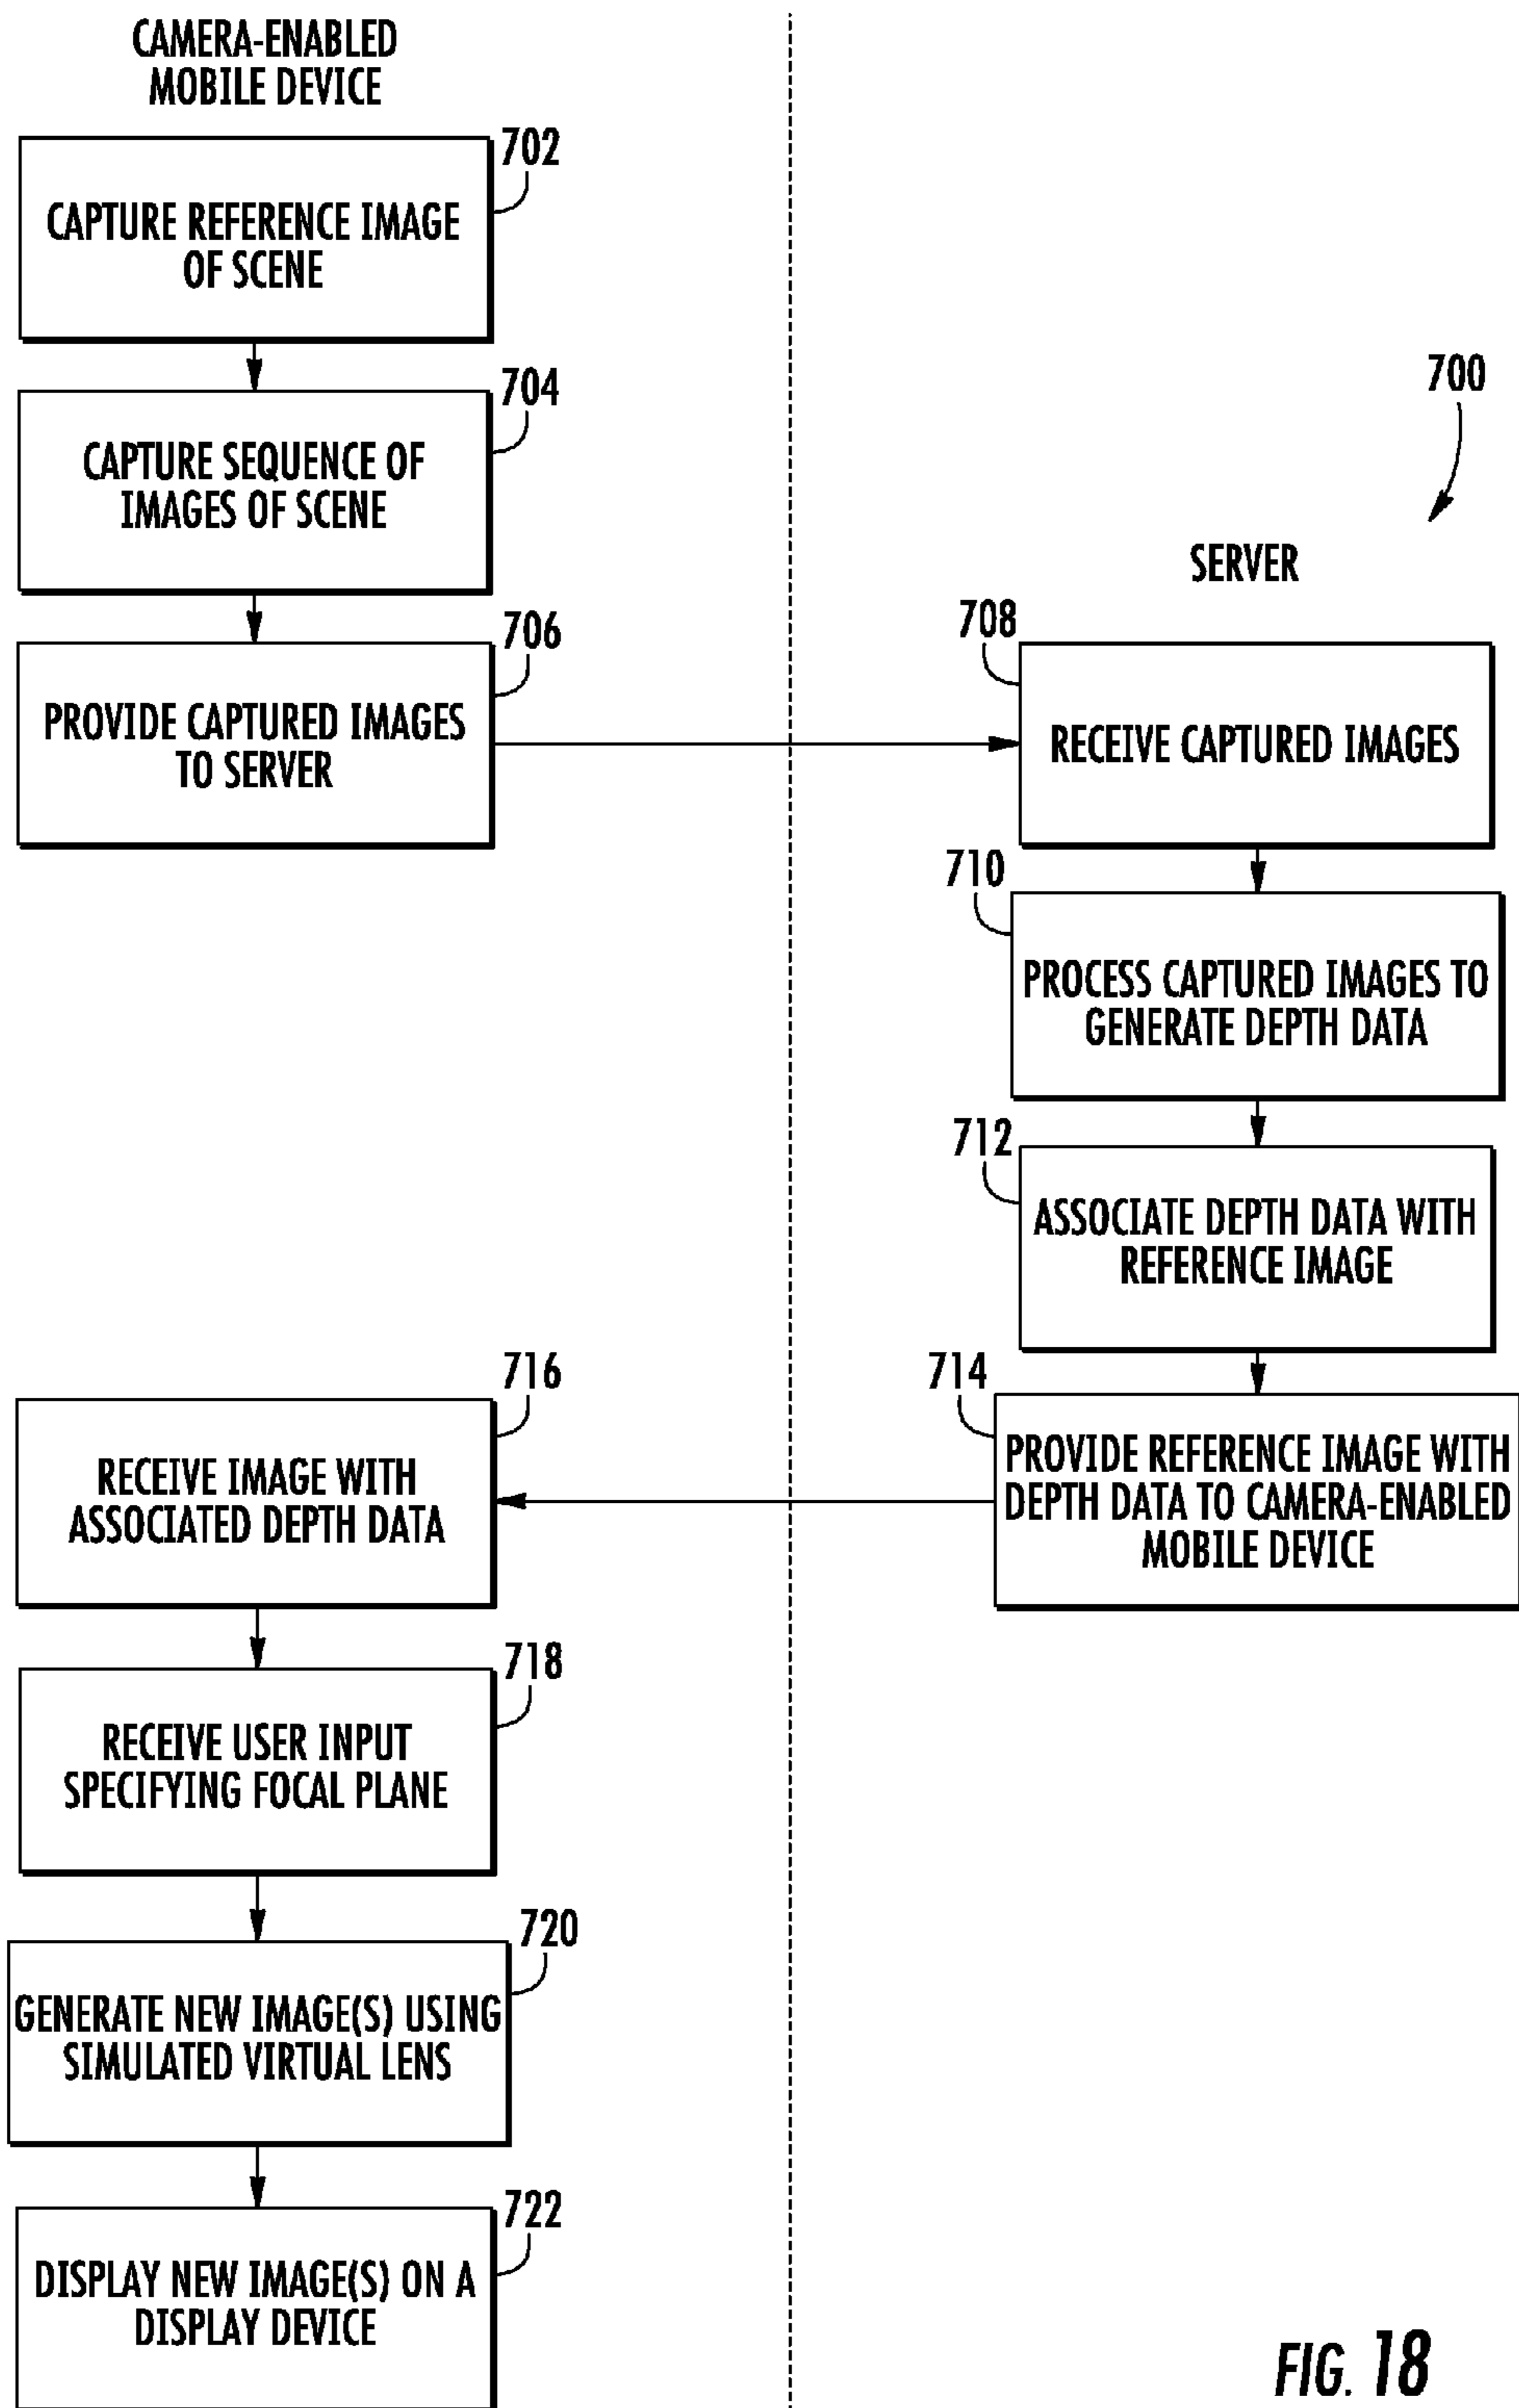 CAMERA-ENABLED
MOBILE DEVICE
702
CAPTURE REFERENCE IMAGE
OF SCENE
704
CAPTURE SEQUENCE OF
IMAGES OF SCENE
706
PROVIDE CAPTURED IMAGES
TO SERVER
700
SERVER
708
RECEIVE CAPTURED IMAGES
710
PROCESS CAPTURED IMAGES TO
GENERATE DEPTH DATA
712
ASSOCIATE DEPTH DATA WITH
REFERENCE IMAGE
714
PROVIDE REFERENCE IMAGE WITH
DEPTH DATA TO CAMERA-ENABLED
MOBILE DEVICE
716
RECEIVE IMAGE WITH
ASSOCIATED DEPTH DATA
718
RECEIVE USER INPUT
SPECIFYING FOCAL PLANE
720
GENERATE NEW IMAGE(S) USING
SIMULATED VIRTUAL LENS
722
DISPLAY NEW IMAGE(S) ON A
DISPLAY DEVICE
FIG. 18